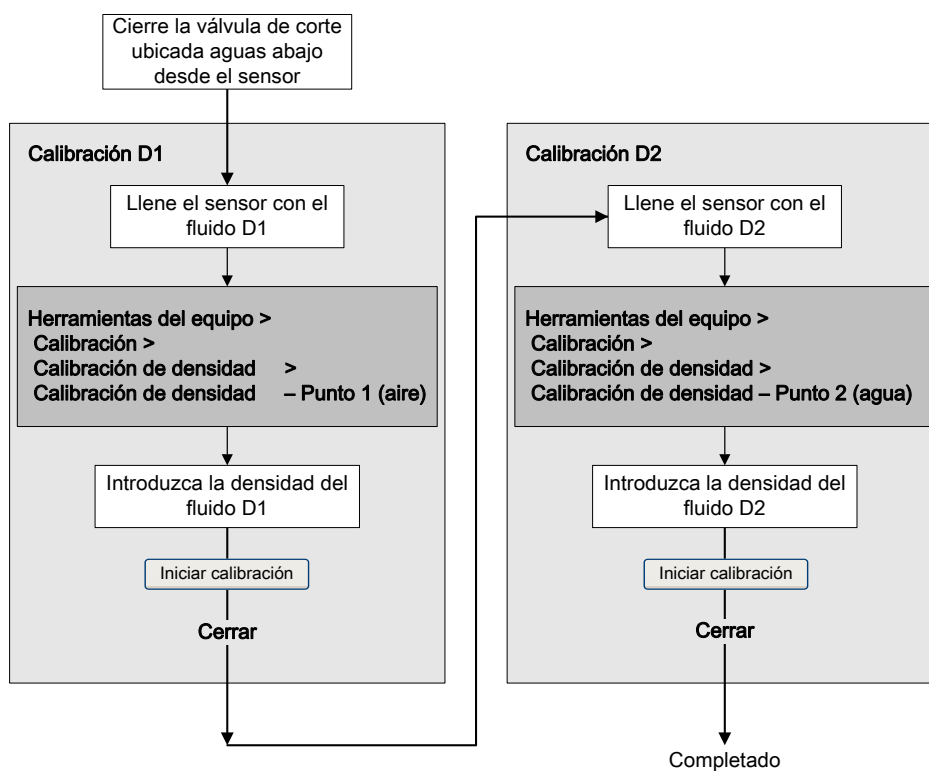 Cierre la válvula de corte
ubicada aguas abajo
desde el sensor
Calibración D1
Llene el sensor con el
fluido D1
Herramientas del equipo >
Calibración >
Calibración de densidad >
Calibración de densidad – Punto 1 (aire)
Introduzca la densidad del
fluido D1
Iniciar calibración
Cerrar
Calibración D2
Llene el sensor con el
fluido D2
Herramientas del equipo >
Calibración >
Calibración de densidad >
Calibración de densidad – Punto 2 (agua)
Introduzca la densidad del
fluido D2
Iniciar calibración
Cerrar
Completado